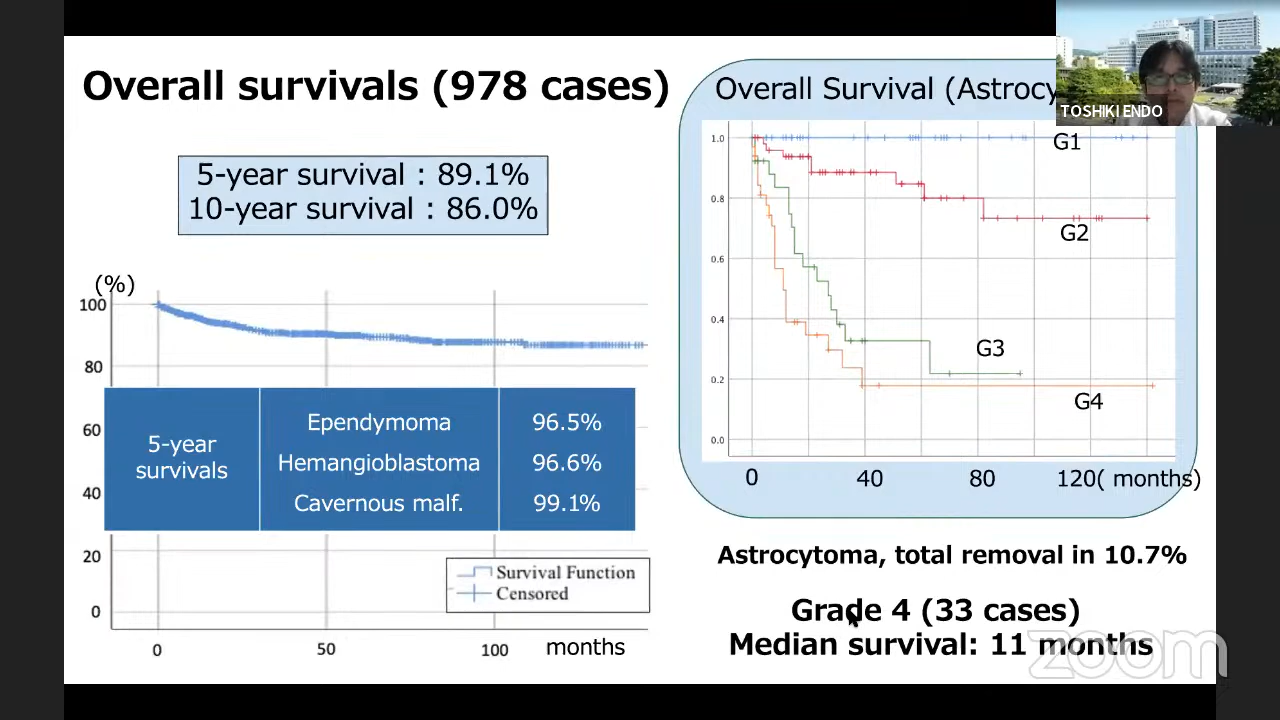 Overall survivals (978 cases)
5-year survival : 89.1%
10-year survival : 86.0%
(%)
100
80
60
40
20
0
5-year
survivals
Ependymoma 96.5%
Hemangioblastoma 96.6%
Cavernous malf. 99.1%
Survival Function
Censored
0 50 100 months
Overall Survival (Astrocy
TOSHIKI ENDO
1.0
0.8
0.6
0.4
0.2
0.0
G1
G2
G3
G4
0 40 80 120( months)
Astrocytoma, total removal in 10.7%
Grade 4 (33 cases)
Median survival: 11 months
zoom